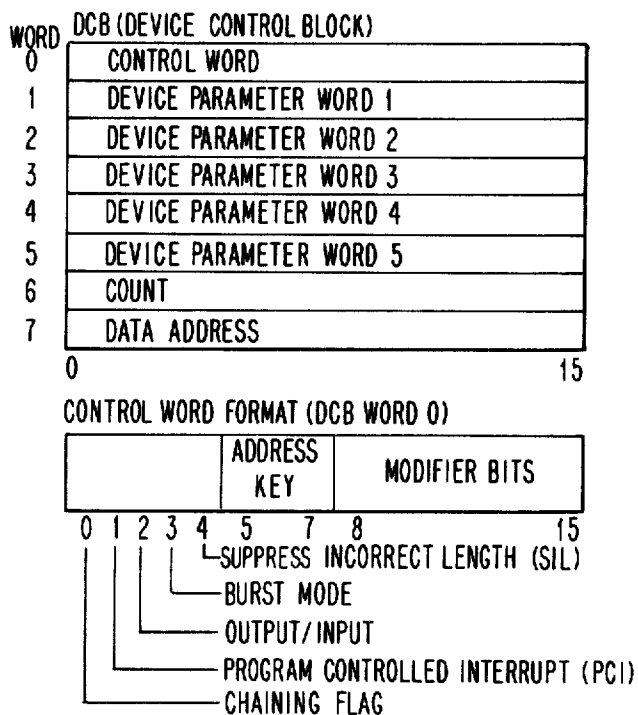 DCB (DEVICE CONTROL BLOCK)
WORD
0 CONTROL WORD
1 DEVICE PARAMETER WORD 1
2 DEVICE PARAMETER WORD 2
3 DEVICE PARAMETER WORD 3
4 DEVICE PARAMETER WORD 4
5 DEVICE PARAMETER WORD 5
6 COUNT
7 DATA ADDRESS
0 15
CONTROL WORD FORMAT (DCB WORD 0)
ADDRESS
KEY
MODIFIER BITS
0 1 2 3 4 5 7 8 15
SUPPRESS INCORRECT LENGTH (SIL)
BURST MODE
OUTPUT/INPUT
PROGRAM CONTROLLED INTERRUPT (PCI)
CHAINING FLAG